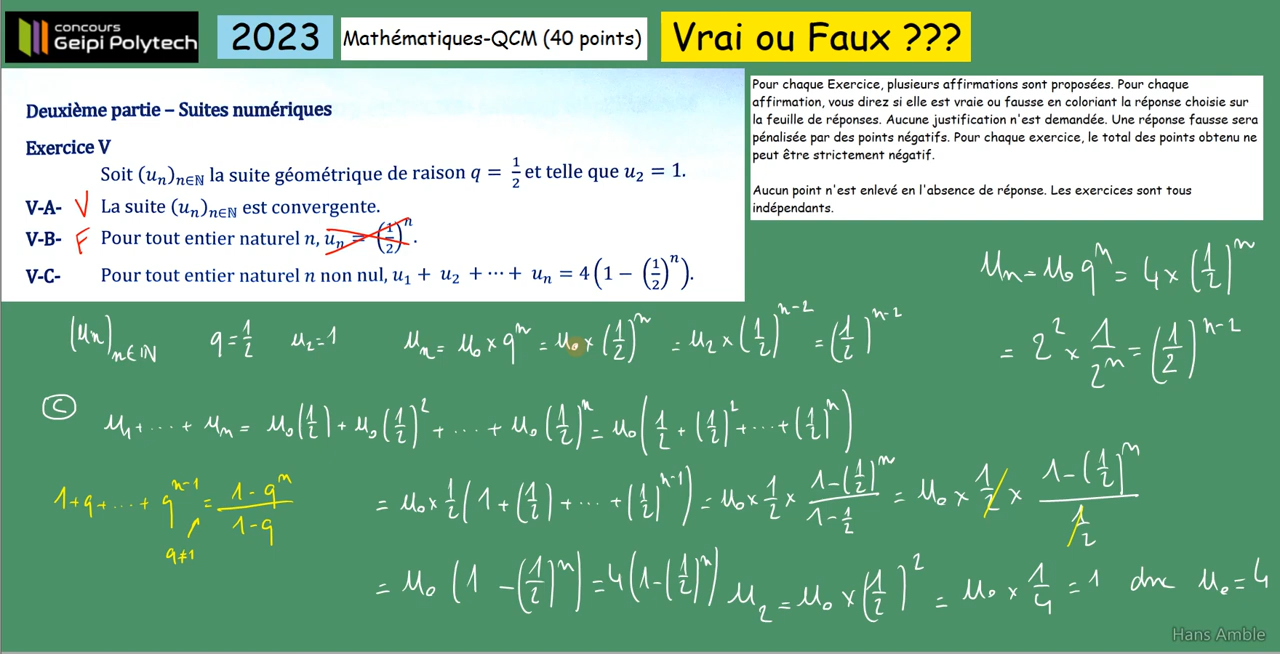 concours
Geipi Polytech
2023
Mathématiques-QCM (40 points)
Vrai ou Faux ???
Deuxième partie – Suites numériques
Exercice V
Soit (uₙ)ₙ∈ℕ la suite géométrique de raison q = 1/2 et telle que u₂ = 1.
V-A- V La suite (uₙ)ₙ∈ℕ est convergente.
V-B- F Pour tout entier naturel n, uₙ = (1/2)ⁿ.
V-C- Pour tout entier naturel n non nul, u₁ + u₂ + ⋯ + uₙ = 4(1 − (1/2)ⁿ).
Pour chaque Exercice, plusieurs affirmations sont proposées. Pour chaque
affirmation, vous direz si elle est vraie ou fausse en coloriant la réponse choisie sur
la feuille de réponses. Aucune justification n'est demandée. Une réponse fausse sera
pénalisée par des points négatifs. Pour chaque exercice, le total des points obtenu ne
peut être strictement négatif.
Aucun point n'est enlevé en l'absence de réponse. Les exercices sont tous
indépendants.
uₙ = u₀ qⁿ = 4 × (1/2)ⁿ
= 2² × 1/2ⁿ = (1/2)ⁿ⁻²
(uₙ)ₙ∈ℕ q = 1/2 u₂ = 1 uₙ = u₀ × qⁿ = u₀ × (1/2)ⁿ = u₂ × (1/2)ⁿ⁻² = (1/2)ⁿ⁻²
C u₁ + ... + uₙ = u₀(1/2) + u₀(1/2)² + .... + u₀(1/2)ⁿ = u₀(1/2 + (1/2)² + ... + (1/2)ⁿ)
1 + q + ... + qⁿ⁻¹ = (1 − qⁿ)/(1 − q)
q ≠ 1
= u₀ × 1/2 (1 + (1/2) + ... + (1/2)ⁿ⁻¹) = u₀ × 1/2 × (1 − (1/2)ⁿ)/(1 − 1/2) = u₀ × 1/2 × (1 − (1/2)ⁿ)/(1/2)
= u₀ (1 − (1/2)ⁿ) = 4(1 − (1/2)ⁿ) u₂ = u₀ × (1/2)² = u₀ × 1/4 = 1 donc u₀ = 4
Hans Amble